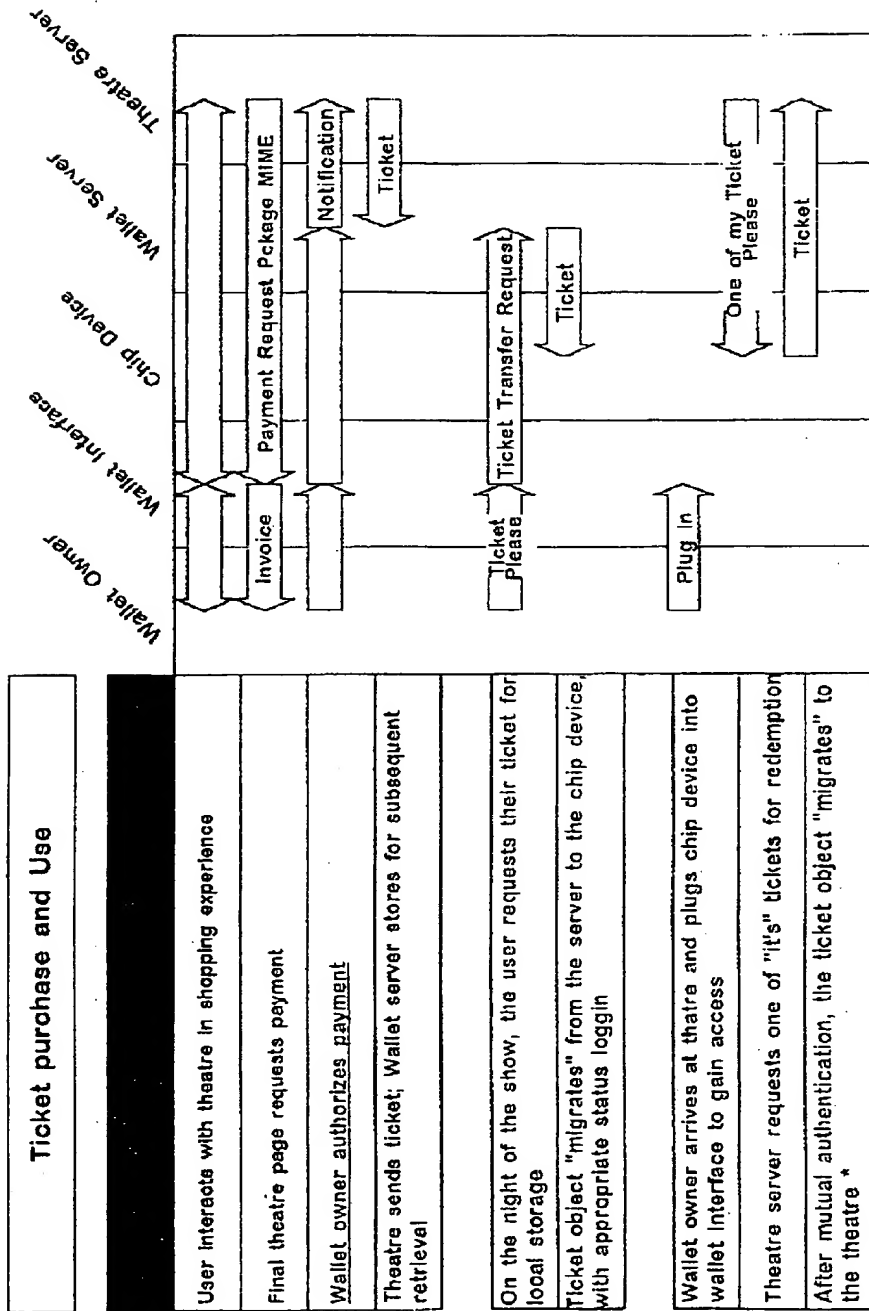 Ticket purchase and Use
Wallet Owner
Wallet Interface
Chip Device
Wallet Server
Theatre Server
User interacts with theatre in shopping experience
Final theatre page requests payment
Invoice
Payment Request Pckage MIME
Wallet owner authorizes payment
Notification
Theatre sends ticket; Wallet server stores for subsequent
retrieval
Ticket
On the night of the show, the user requests their ticket for
local storage
Ticket
Please
Ticket Transfer Request
Ticket object "migrates" from the server to the chip device,
with appropriate status loggin
Ticket
Wallet owner arrives at thatre and plugs chip device into
wallet Interface to gain access
Plug In
Theatre server requests one of "it's" tickets for redemption
One of my Ticket
Please
After mutual authentication, the ticket object "migrates" to
the theatre *
Ticket